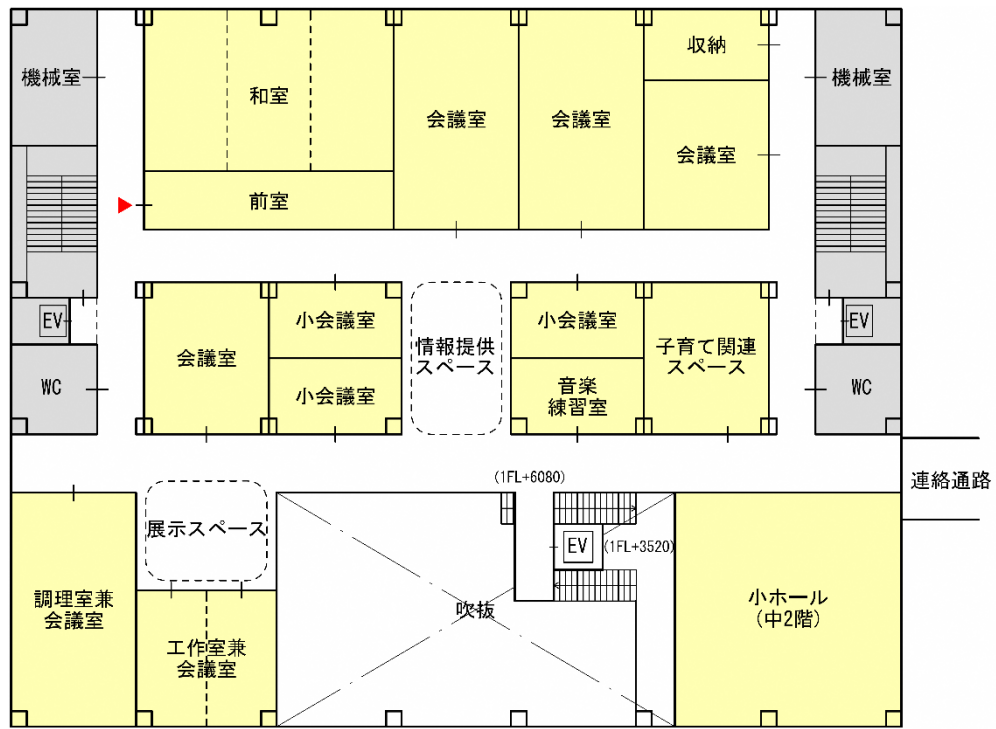 機械室
和室
会議室
会議室
収納
機械室
会議室
前室
EV
会議室
小会議室
小会議室
情報提供
スペース
小会議室
音楽
練習室
子育て関連
スペース
EV
WC
WC
(1FL+6080)
連絡通路
展示スペース
EV
(1FL+3520)
調理室兼
会議室
工作室兼
会議室
吹抜
小ホール
(中2階)